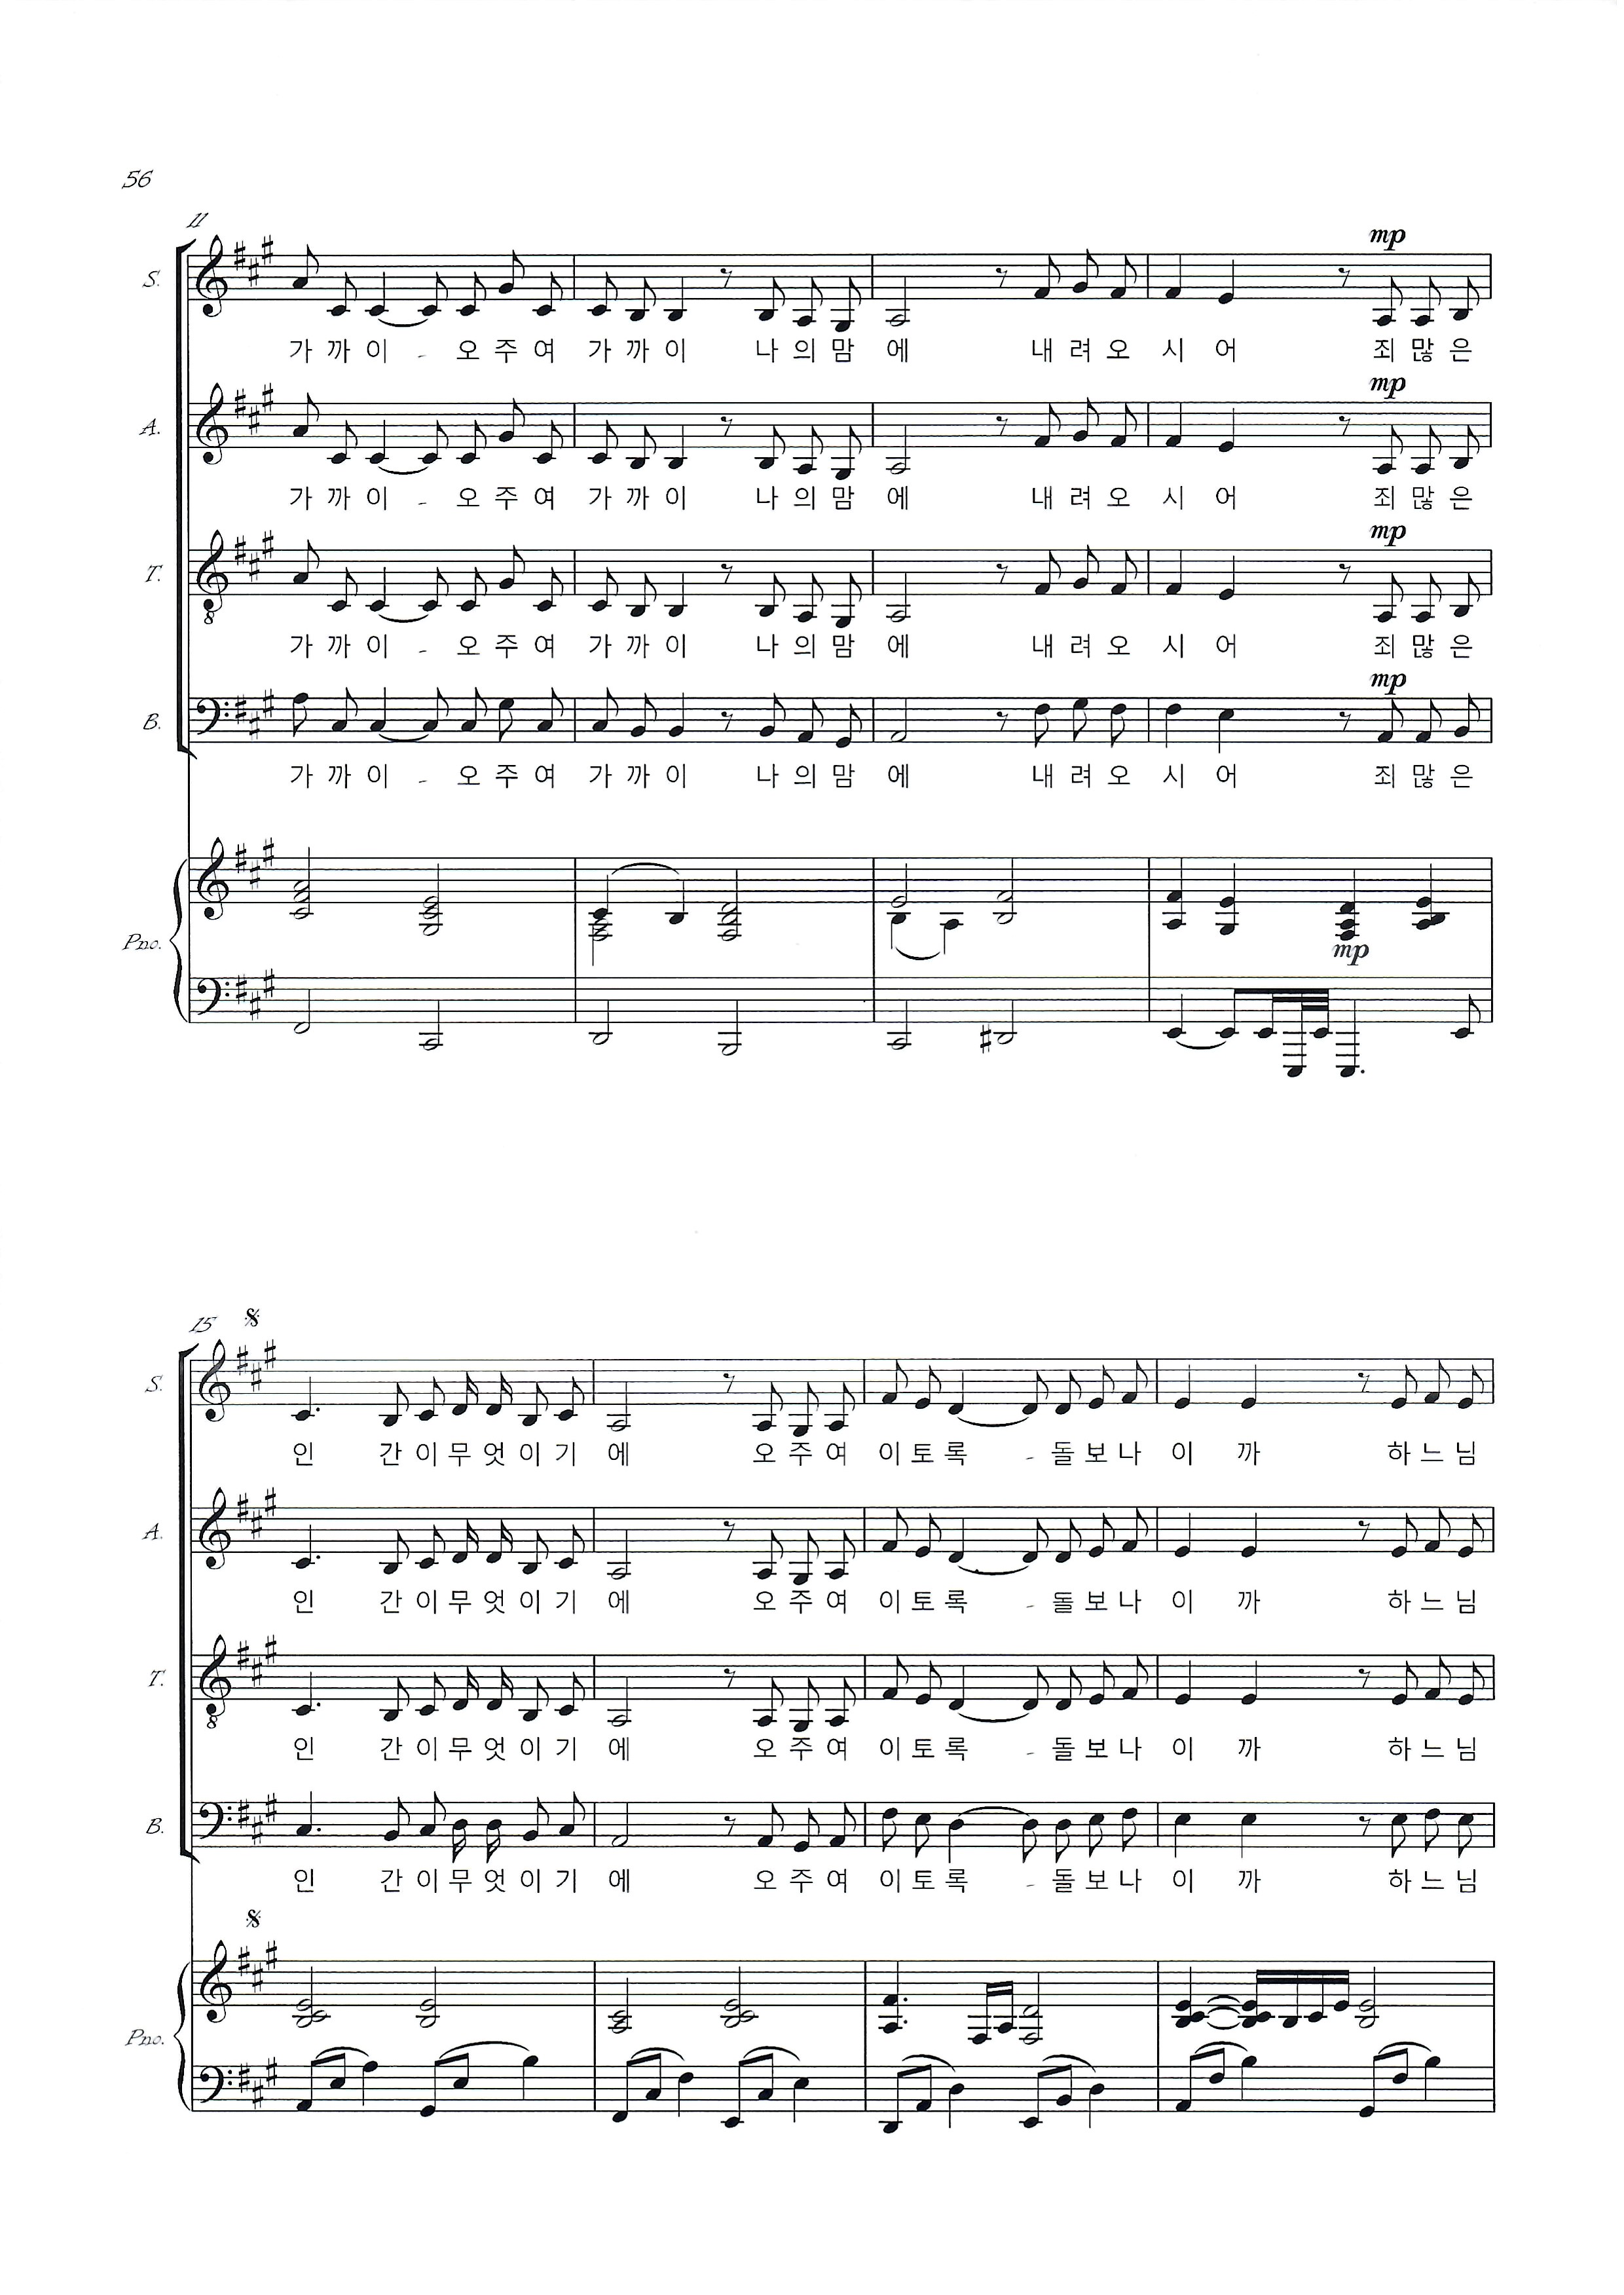 56
11
mp
S.
가 까 이 - 오 주 여 가 까 이 나 의 맘 에 내 려 오 시 어 죄 많 은
mp
A.
가 까 이 - 오 주 여 가 까 이 나 의 맘 에 내 려 오 시 어 죄 많 은
mp
T.
8
가 까 이 - 오 주 여 가 까 이 나 의 맘 에 내 려 오 시 어 죄 많 은
mp
B.
가 까 이 - 오 주 여 가 까 이 나 의 맘 에 내 려 오 시 어 죄 많 은
Pno.
mp
15
S.
인 간 이 무 엇 이 기 에 오 주 여 이 토 록 - 돌 보 나 이 까 하 느 님
A.
인 간 이 무 엇 이 기 에 오 주 여 이 토 록 - 돌 보 나 이 까 하 느 님
T.
8
인 간 이 무 엇 이 기 에 오 주 여 이 토 록 - 돌 보 나 이 까 하 느 님
B.
인 간 이 무 엇 이 기 에 오 주 여 이 토 록 - 돌 보 나 이 까 하 느 님
Pno.